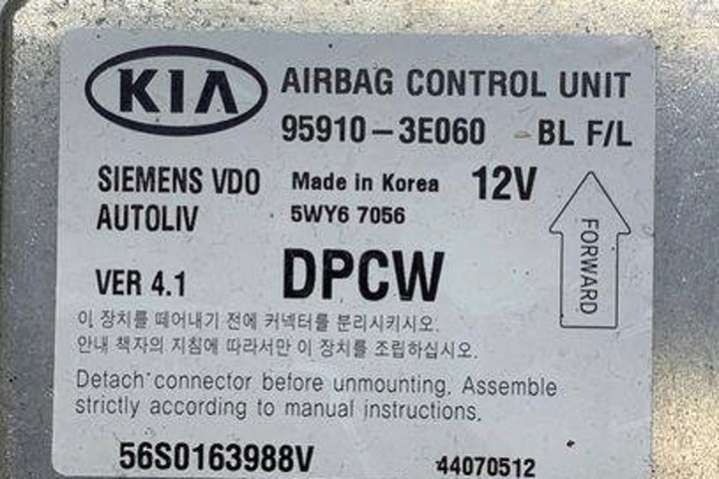 KIA AIRBAG CONTROL UNIT
95910-3E060 BL F/L
SIEMENS VDO Made in Korea 12V
AUTOLIV 5WY6 7056
FORWARD
VER 4.1 DPCW
이 장치를 떼어내기 전에 커넥터를 분리시키시오.
안내 책자의 지침에 따라서만 이 장치를 조립하십시오.
Detach connector before unmounting. Assemble
strictly according to manual instructions.
56S0163988V 44070512